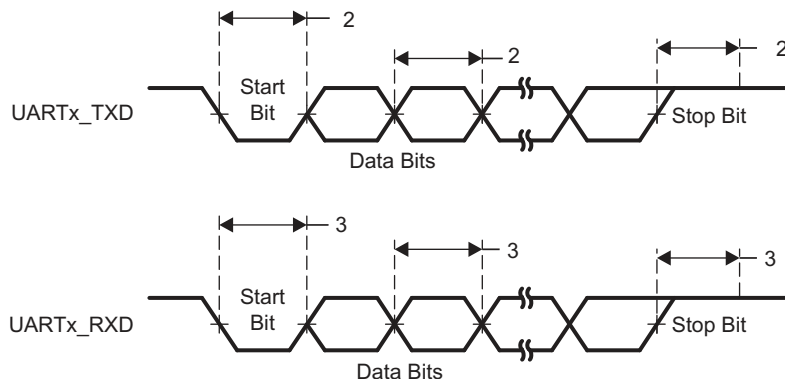 2
2
2
Start
Bit
UARTx_TXD
Stop Bit
Data Bits
3
3
3
Start
Bit
UARTx_RXD
Stop Bit
Data Bits